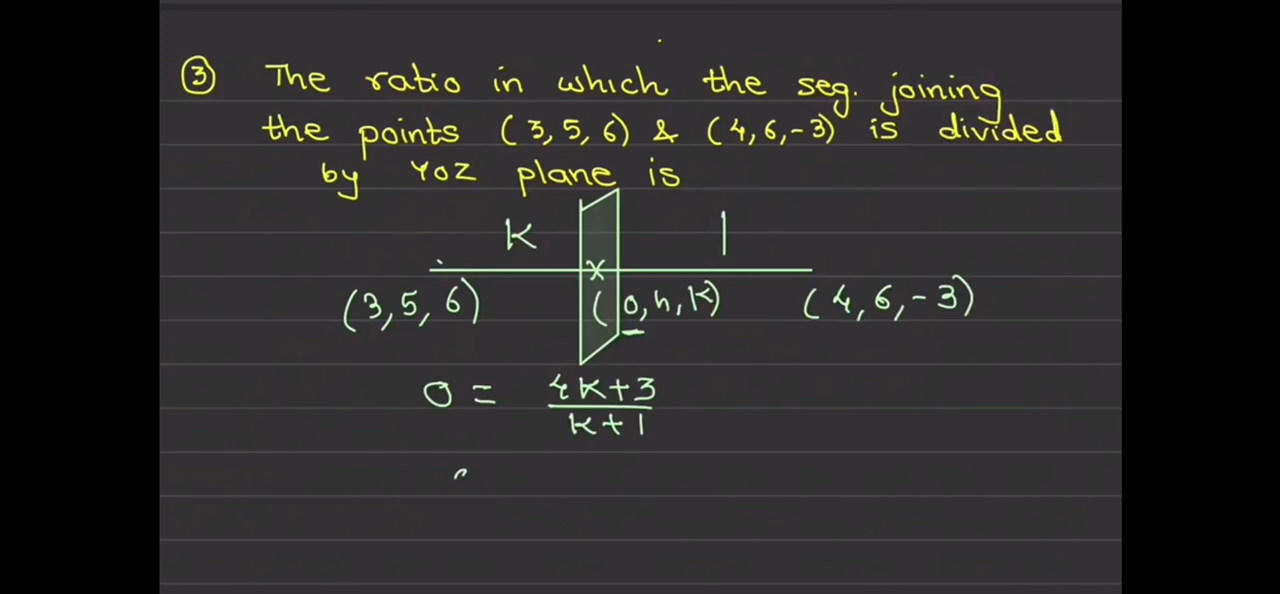 ③ The ratio in which the seg. joining
the points (3,5,6) & (4,6,-3) is divided
by YOZ plane is
K 1
x
(3,5,6) (0,h,k) (4,6,-3)
0 = 4K+3
K+1